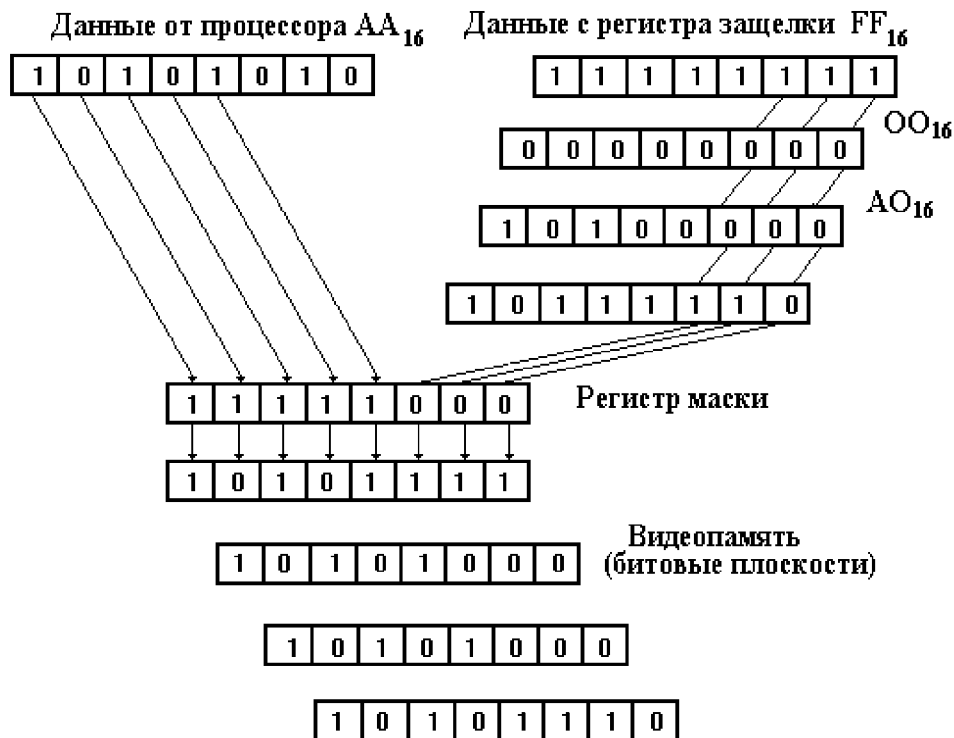 Данные от процессора AA16
Данные с регистра защелки FF16
1 0 1 0 1 0 1 0
1 1 1 1 1 1 1 1
OO16
0 0 0 0 0 0 0 0
AO16
1 0 1 0 0 0 0 0
1 0 1 1 1 1 1 0
1 1 1 1 1 0 0 0
Регистр маски
1 0 1 0 1 1 1 1
Видеопамять
(битовые плоскости)
1 0 1 0 1 0 0 0
1 0 1 0 1 0 0 0
1 0 1 0 1 1 1 0